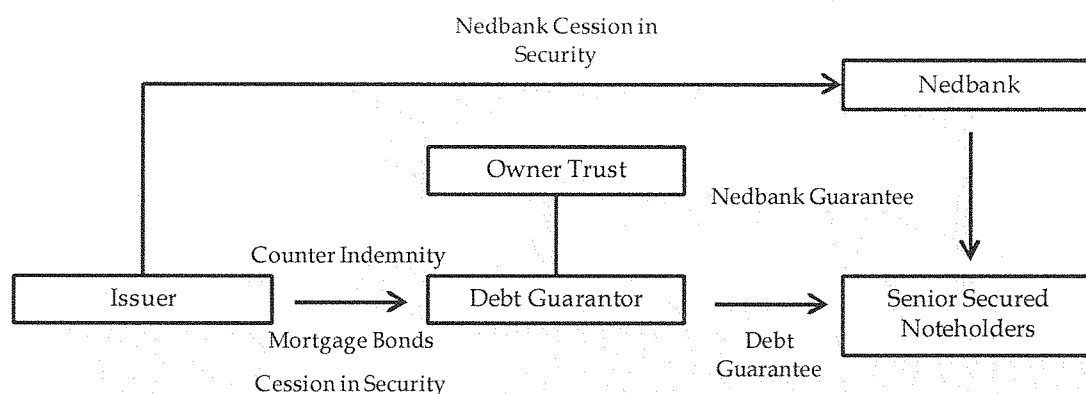 Nedbank Cession in
Security
Nedbank
Owner Trust
Nedbank Guarantee
Counter Indemnity
Issuer
Debt Guarantor
Senior Secured
Noteholders
Mortgage Bonds
Debt
Guarantee
Cession in Security